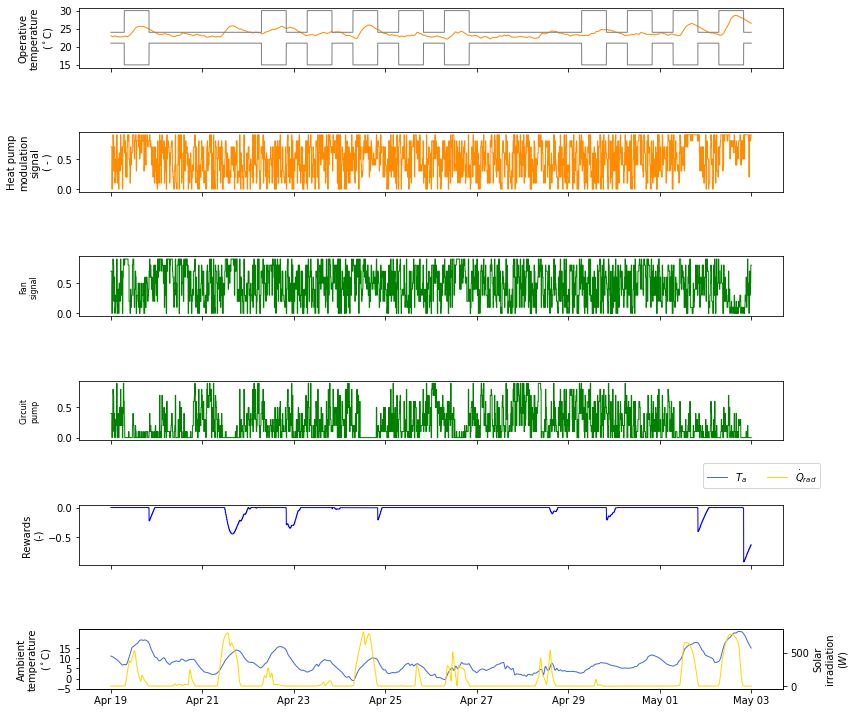 Operative
temperature
(°C)
30
25
20
15
Heat pump
modulation
signal
( - )
0.5
0.0
Fan
signal
0.5
0.0
Circuit
pump
0.5
0.0
T_a Q̇_rad
Rewards
(-)
0.0
−0.5
Ambient
temperature
(°C)
15
10
5
0
−5
500
0
Solar
irradiation
(W)
Apr 19 Apr 21 Apr 23 Apr 25 Apr 27 Apr 29 May 01 May 03